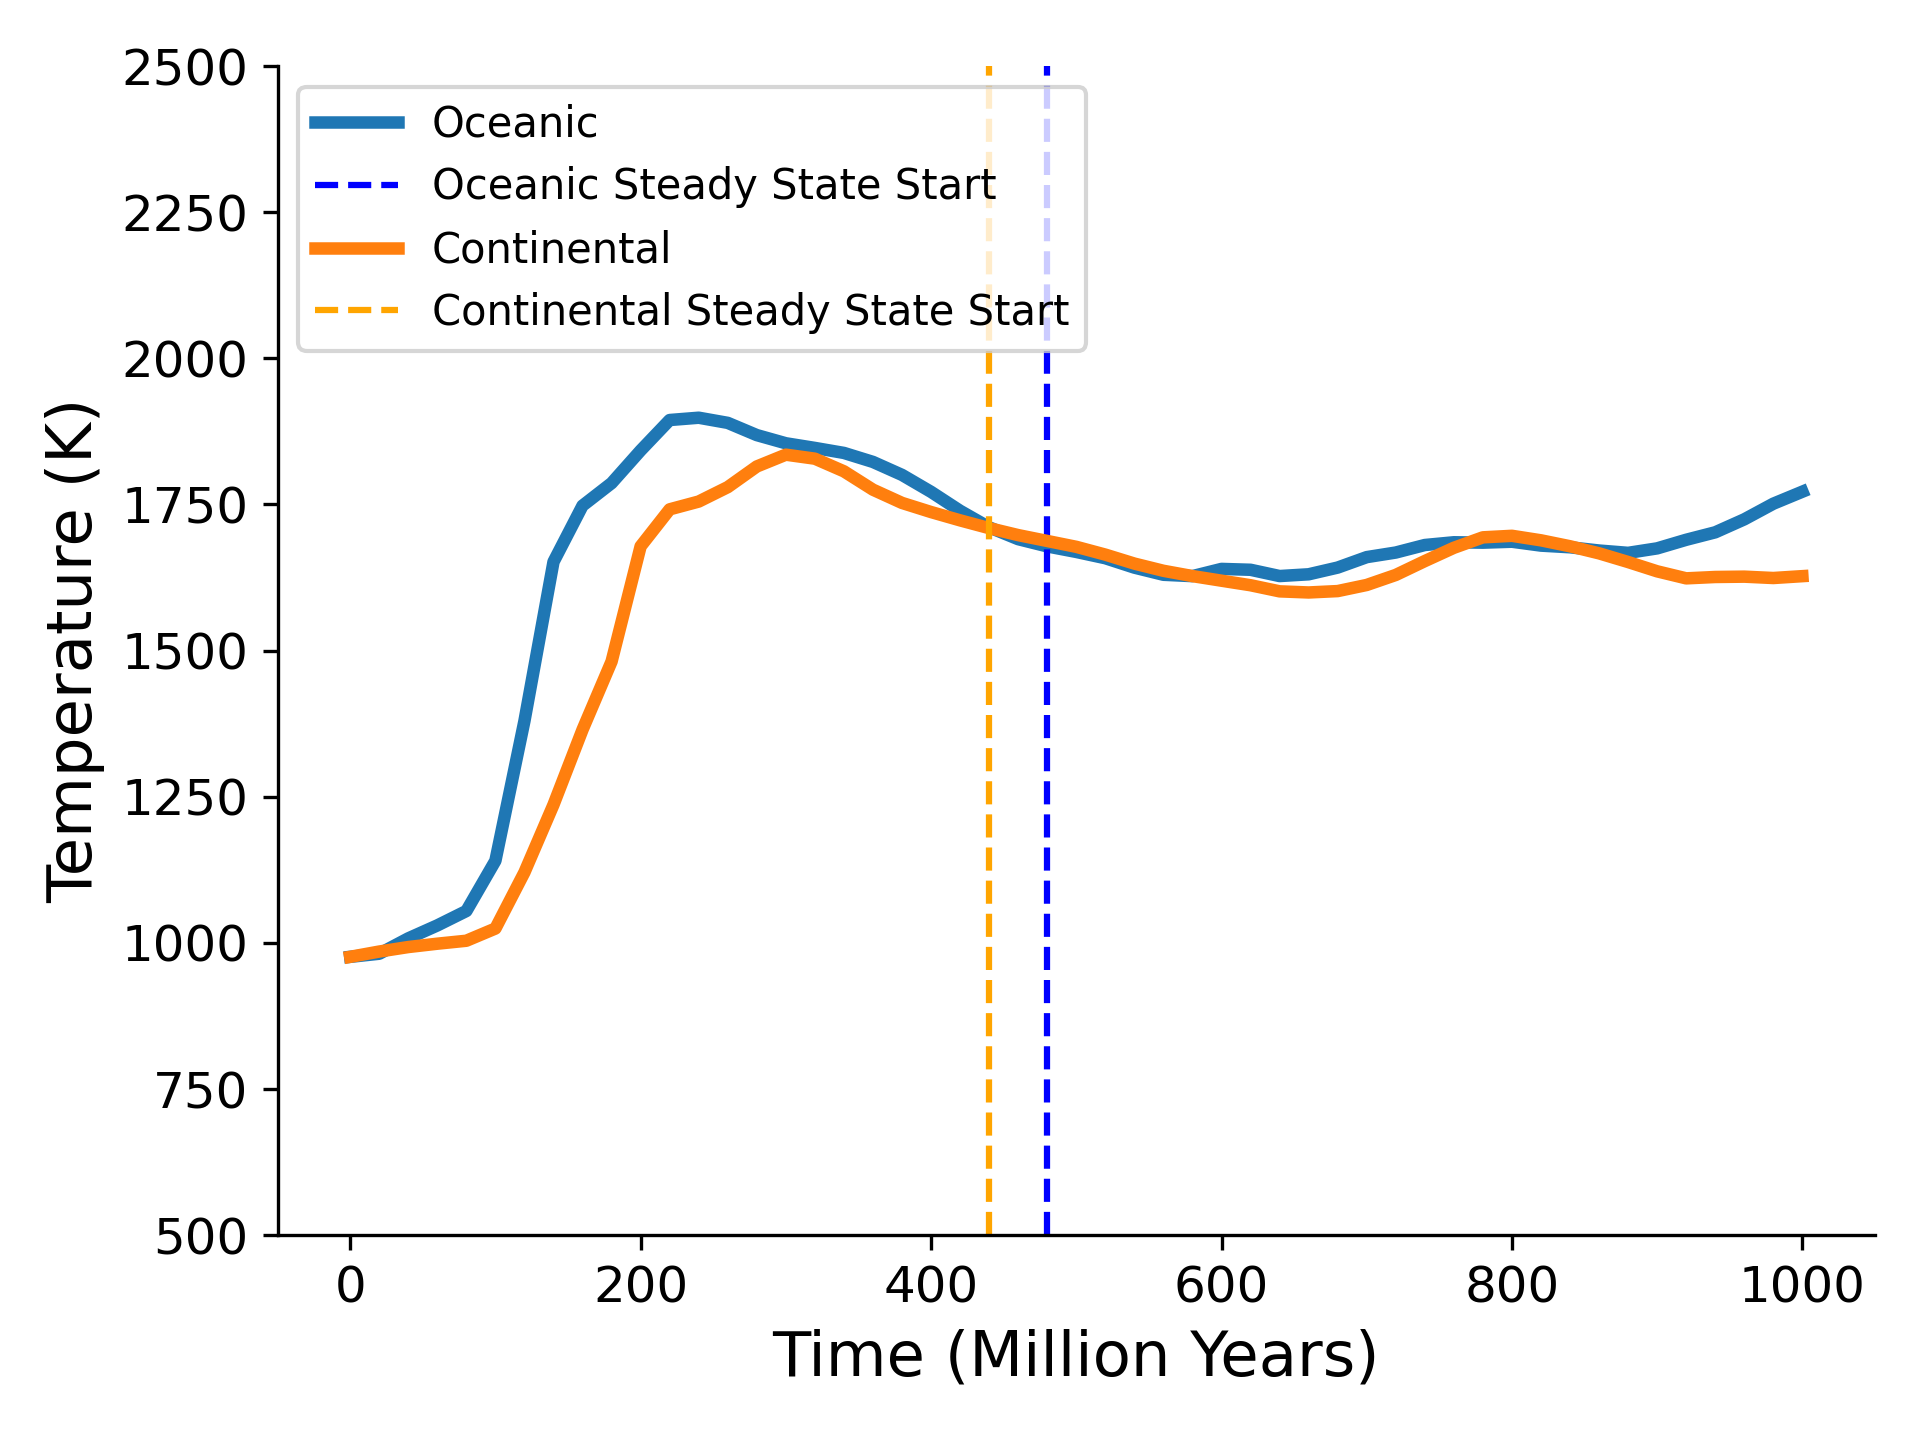 2500
2250
2000
1750
1500
1250
1000
750
500
Temperature (K)
Oceanic
Oceanic Steady State Start
Continental
Continental Steady State Start
0 200 400 600 800 1000
Time (Million Years)